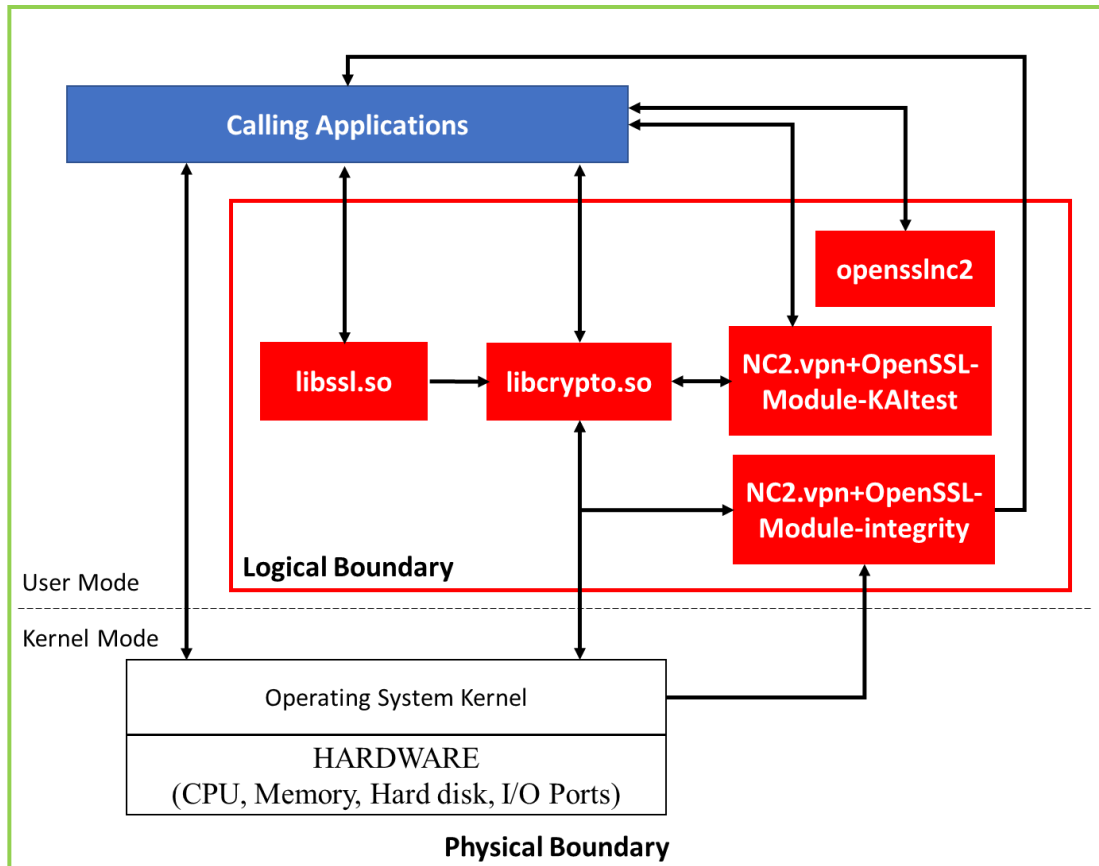 Calling Applications
opensslnc2
libssl.so
libcrypto.so
NC2.vpn+OpenSSL-
Module-KAItest
NC2.vpn+OpenSSL-
Module-integrity
Logical Boundary
User Mode
Kernel Mode
Operating System Kernel
HARDWARE
(CPU, Memory, Hard disk, I/O Ports)
Physical Boundary